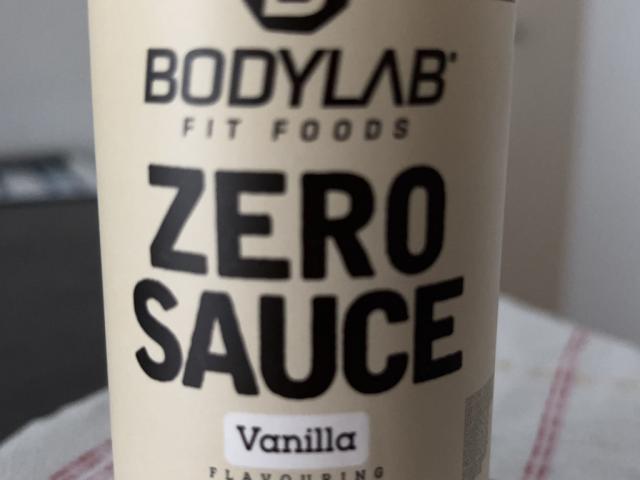 BODYLAB
FIT FOODS
ZERO
SAUCE
Vanilla
FLAVOURING